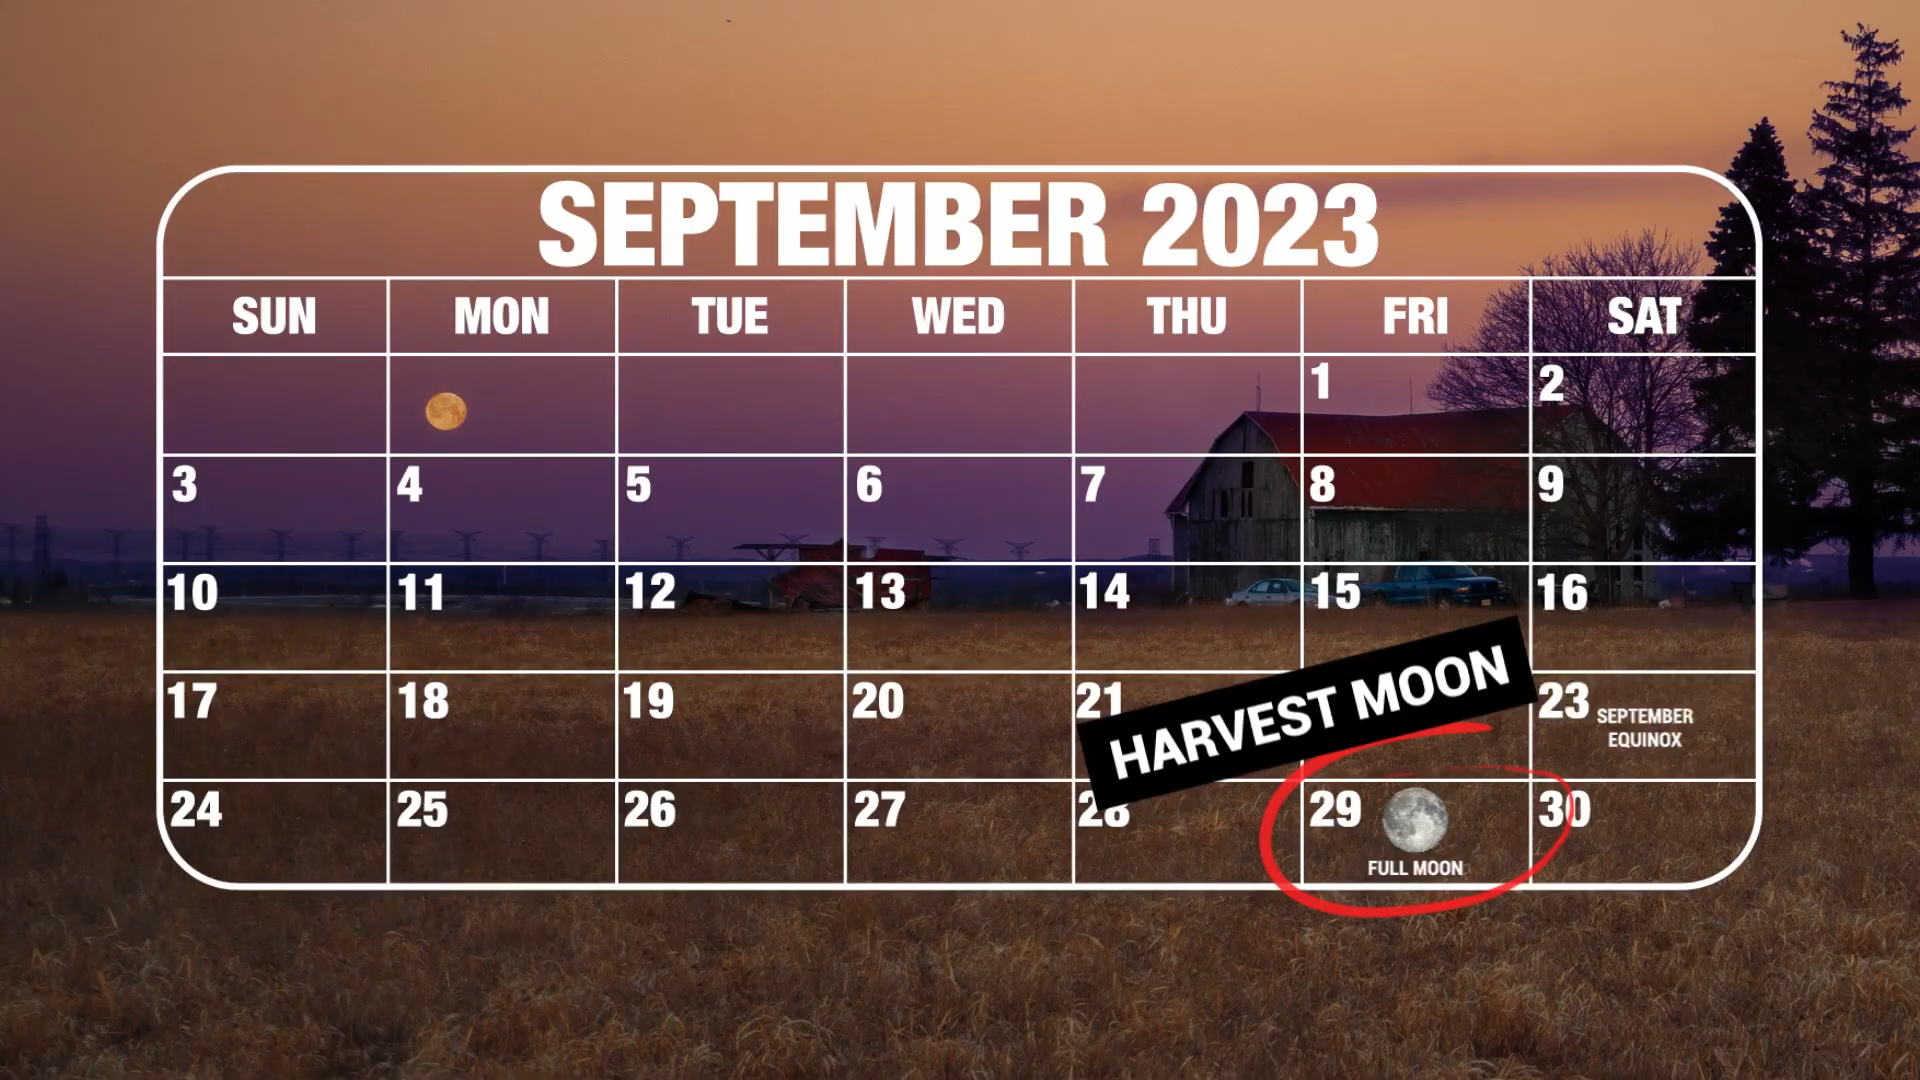 SEPTEMBER 2023
SUN MON TUE WED THU FRI SAT
1 2
3 4 5 6 7 8 9
10 11 12 13 14 15 16
17 18 19 20 21 23 SEPTEMBER EQUINOX
HARVEST MOON
24 25 26 27 28 29 30
FULL MOON